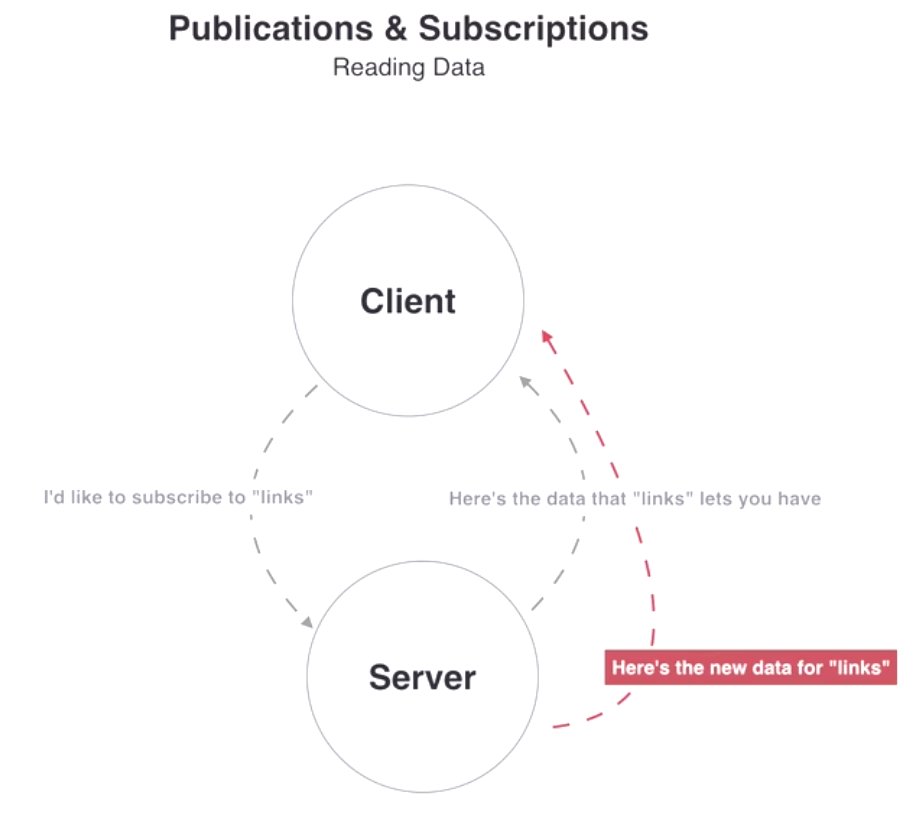 Publications & Subscriptions
Reading Data
Client
I'd like to subscribe to "links"
Here's the data that "links" lets you have
Server
Here's the new data for "links"